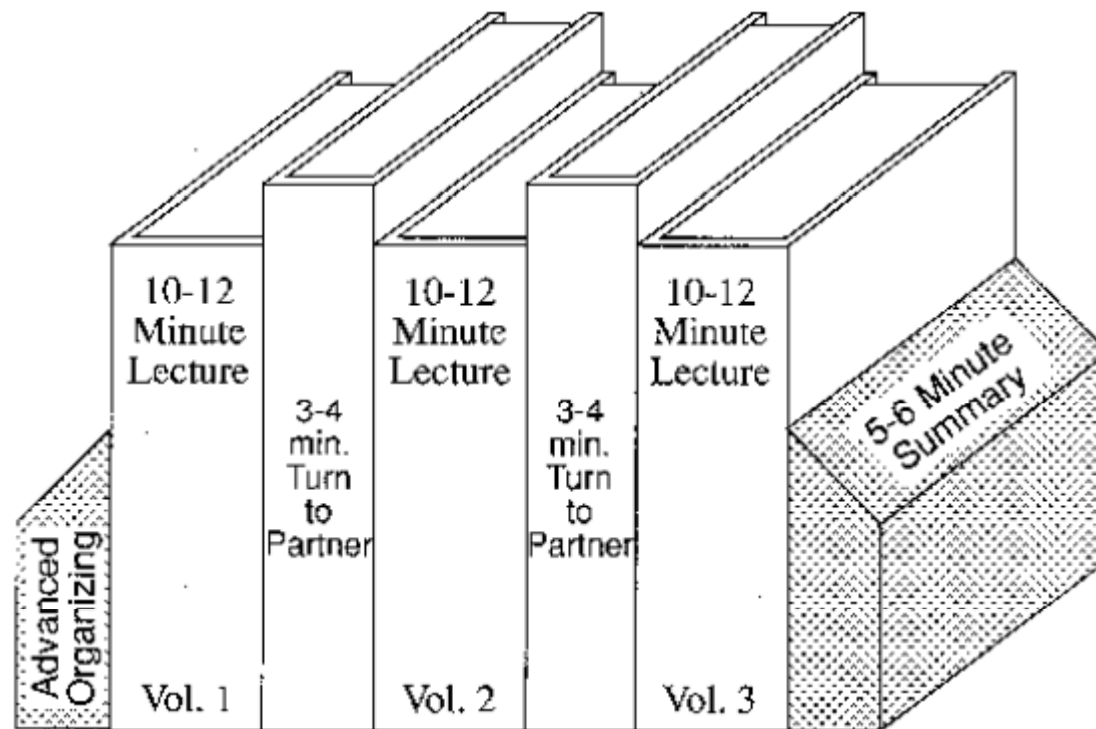 Advanced
Organizing
10-12
Minute
Lecture
Vol. 1
3-4
min.
Turn
to
Partner
10-12
Minute
Lecture
Vol. 2
3-4
min.
Turn
to
Partner
10-12
Minute
Lecture
Vol. 3
5-6 Minute
Summary